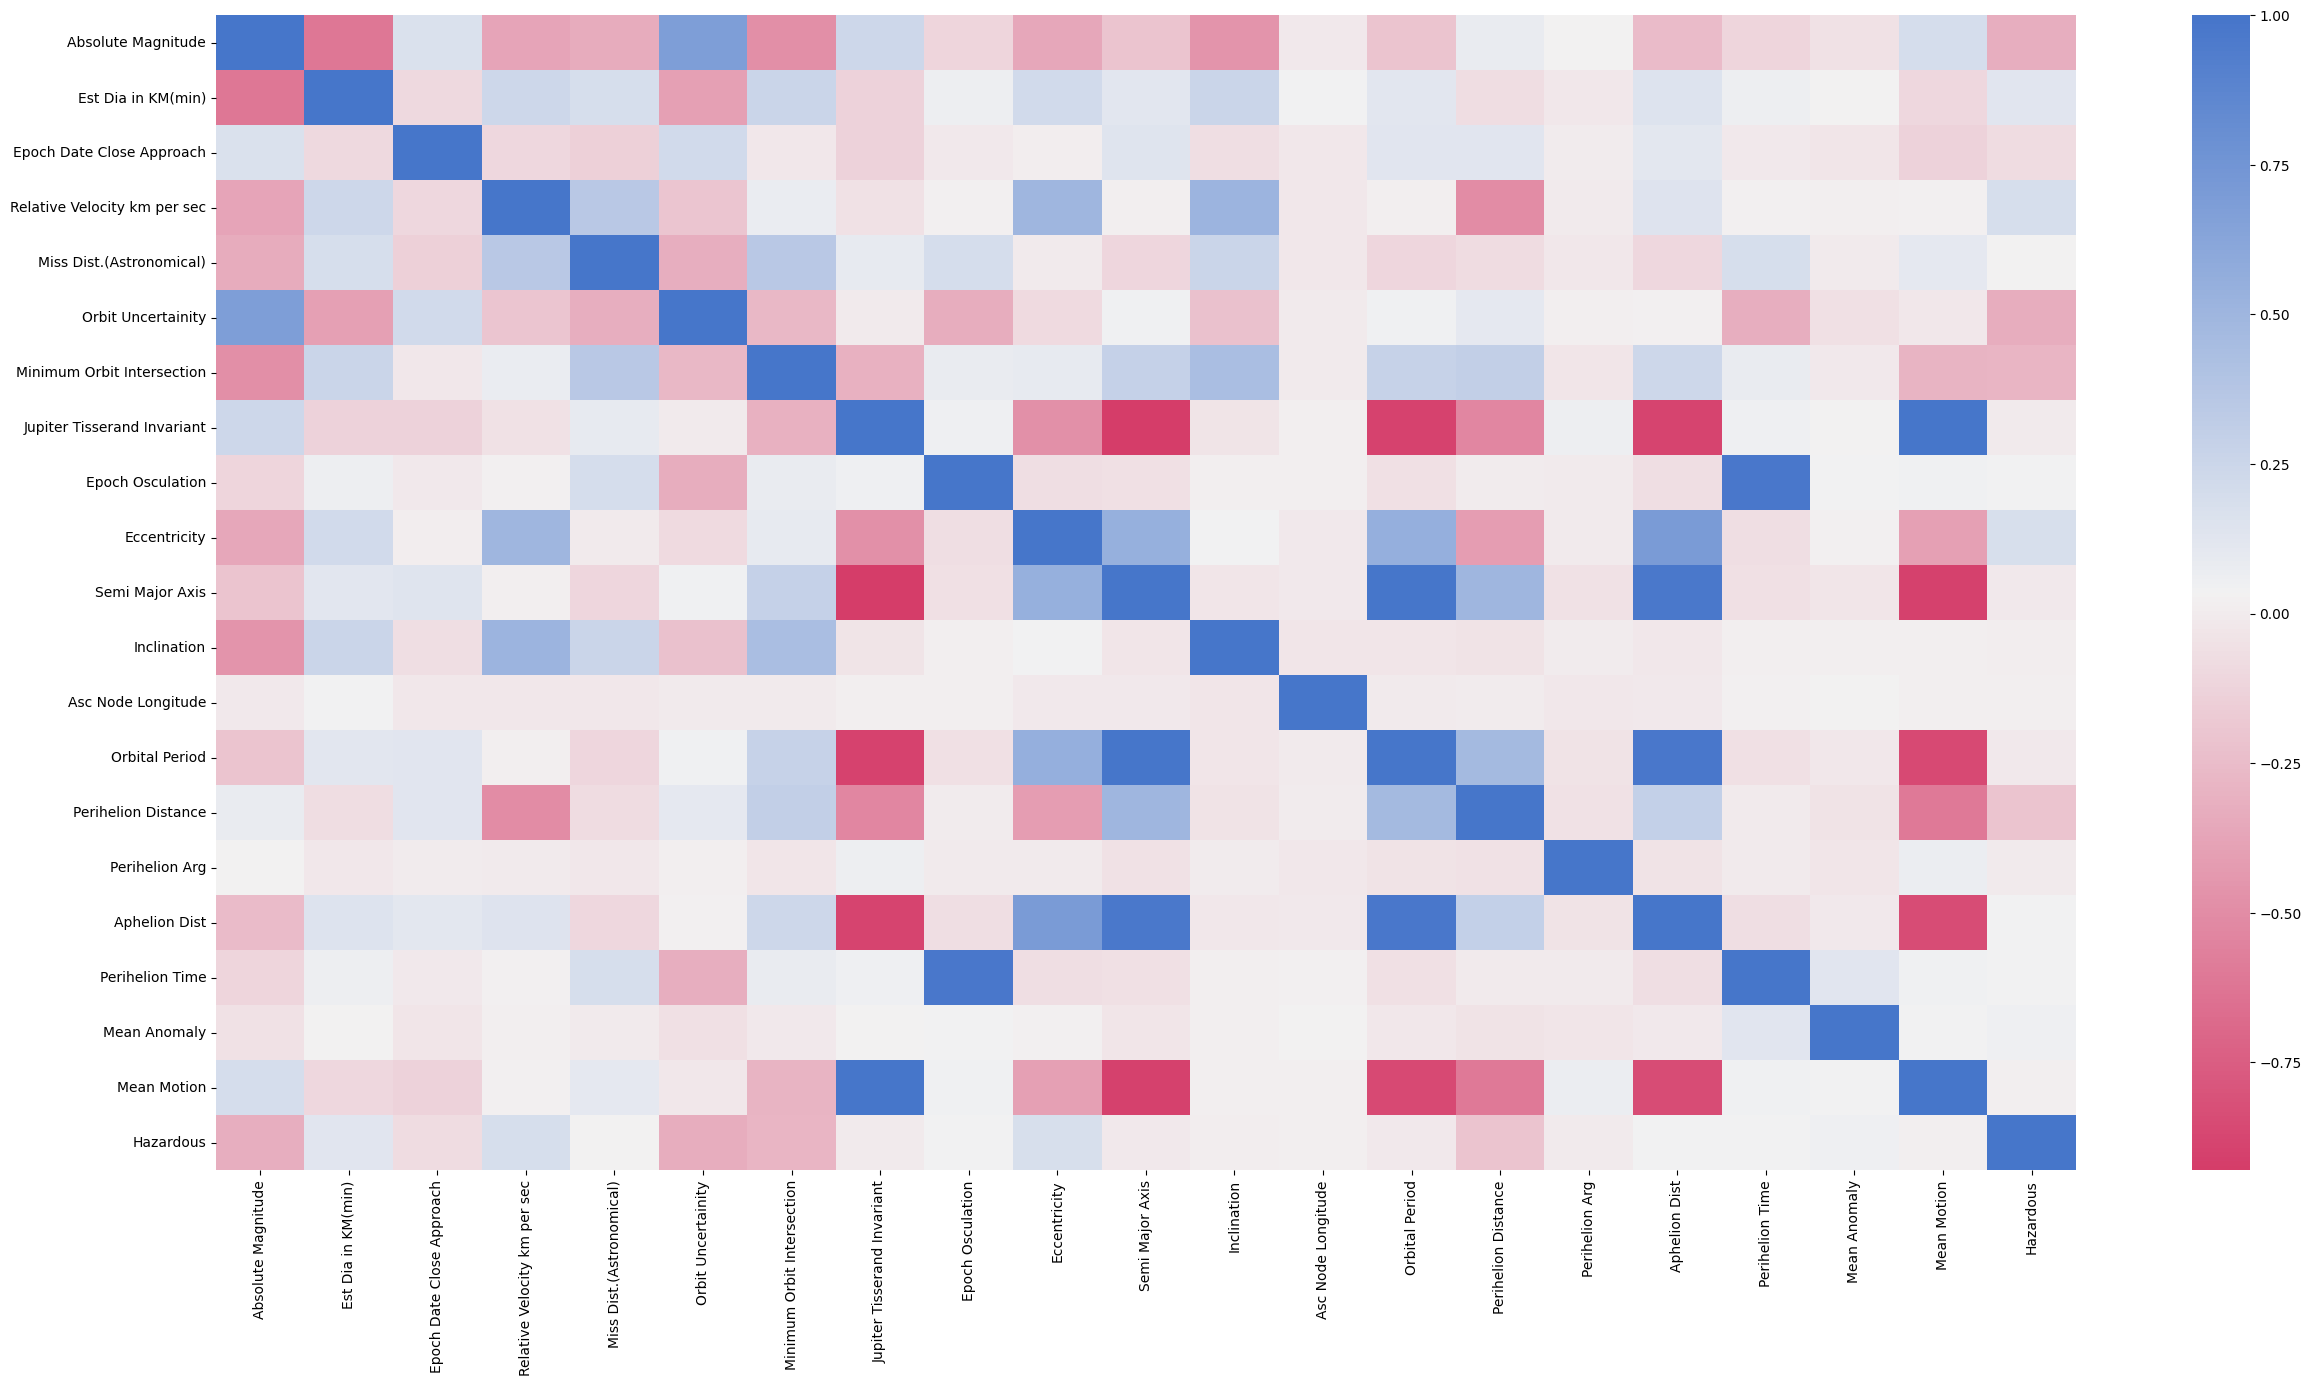 Absolute Magnitude
Est Dia in KM(min)
Epoch Date Close Approach
Relative Velocity km per sec
Miss Dist.(Astronomical)
Orbit Uncertainity
Minimum Orbit Intersection
Jupiter Tisserand Invariant
Epoch Osculation
Eccentricity
Semi Major Axis
Inclination
Asc Node Longitude
Orbital Period
Perihelion Distance
Perihelion Arg
Aphelion Dist
Perihelion Time
Mean Anomaly
Mean Motion
Hazardous
Absolute Magnitude
Est Dia in KM(min)
Epoch Date Close Approach
Relative Velocity km per sec
Miss Dist.(Astronomical)
Orbit Uncertainity
Minimum Orbit Intersection
Jupiter Tisserand Invariant
Epoch Osculation
Eccentricity
Semi Major Axis
Inclination
Asc Node Longitude
Orbital Period
Perihelion Distance
Perihelion Arg
Aphelion Dist
Perihelion Time
Mean Anomaly
Mean Motion
Hazardous
1.00
0.75
0.50
0.25
0.00
−0.25
−0.50
−0.75